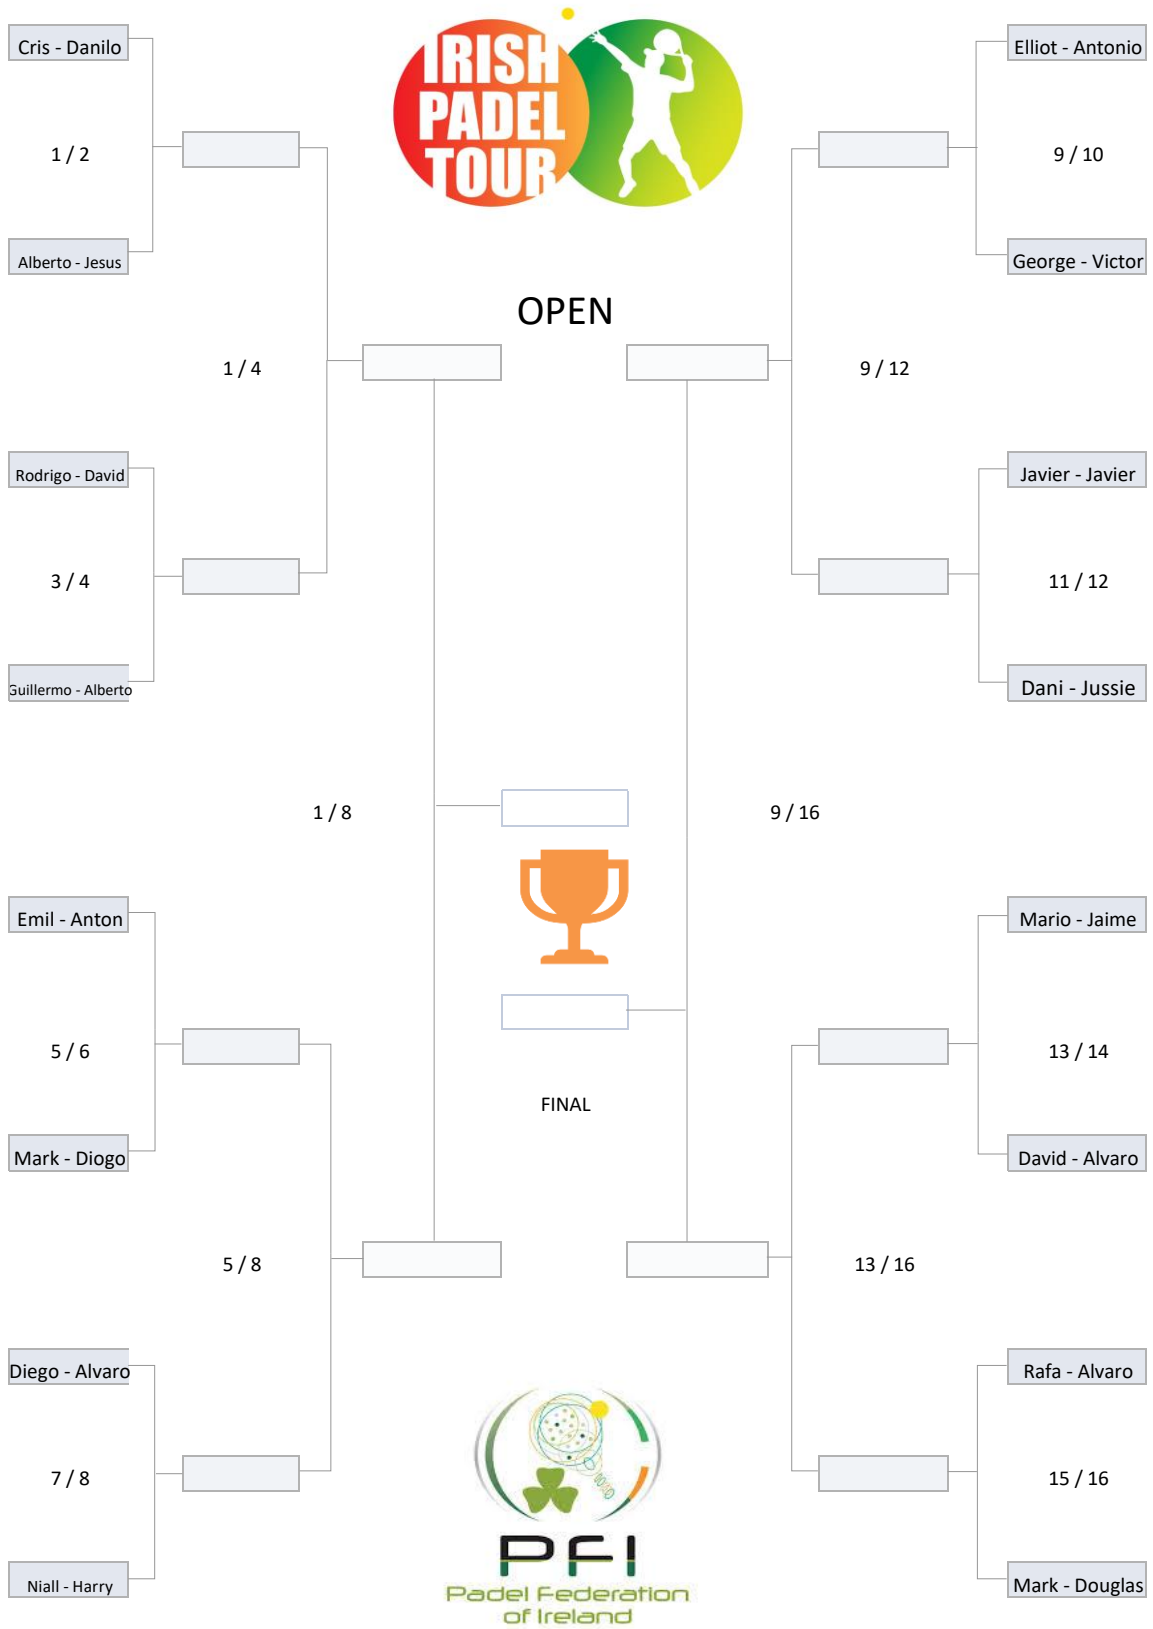 Cris - Danilo
IRISH
PADEL
TOUR
Elliot - Antonio
1 / 2
9 / 10
Alberto - Jesus
George - Victor
OPEN
1 / 4
9 / 12
Rodrigo - David
Javier - Javier
3 / 4
11 / 12
Guillermo - Alberto
Dani - Jussie
1 / 8
9 / 16
Emil - Anton
Mario - Jaime
5 / 6
13 / 14
FINAL
Mark - Diogo
David - Alvaro
5 / 8
13 / 16
Diego - Alvaro
Rafa - Alvaro
7 / 8
15 / 16
PFI
Niall - Harry
Mark - Douglas
Padel Federation
of Ireland